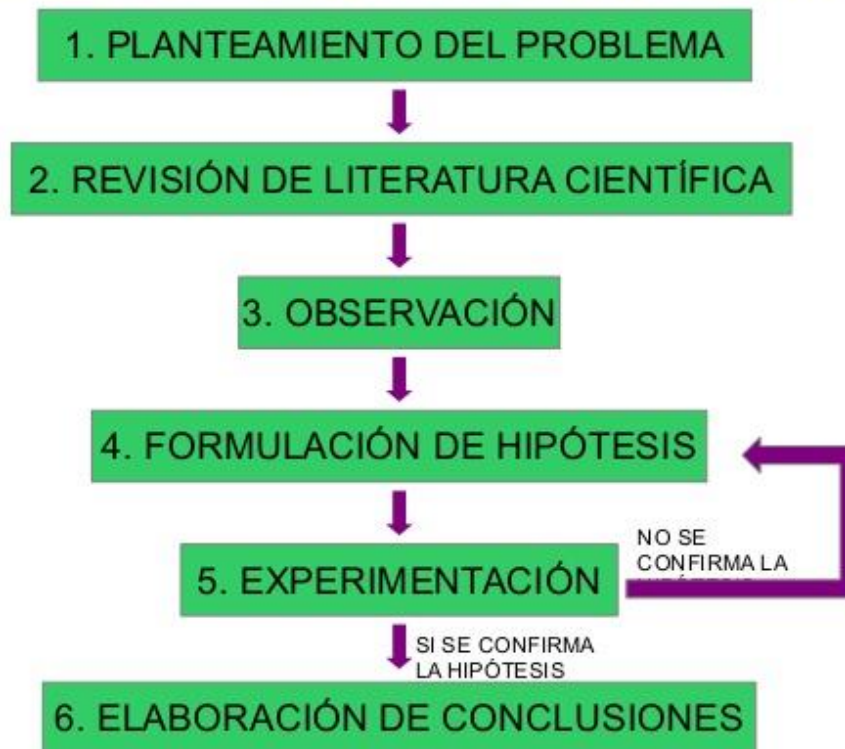 1. PLANTEAMIENTO DEL PROBLEMA
2. REVISIÓN DE LITERATURA CIENTÍFICA
3. OBSERVACIÓN
4. FORMULACIÓN DE HIPÓTESIS
5. EXPERIMENTACIÓN
NO SE
CONFIRMA LA
HIPÓTESIS
SI SE CONFIRMA
LA HIPÓTESIS
6. ELABORACIÓN DE CONCLUSIONES